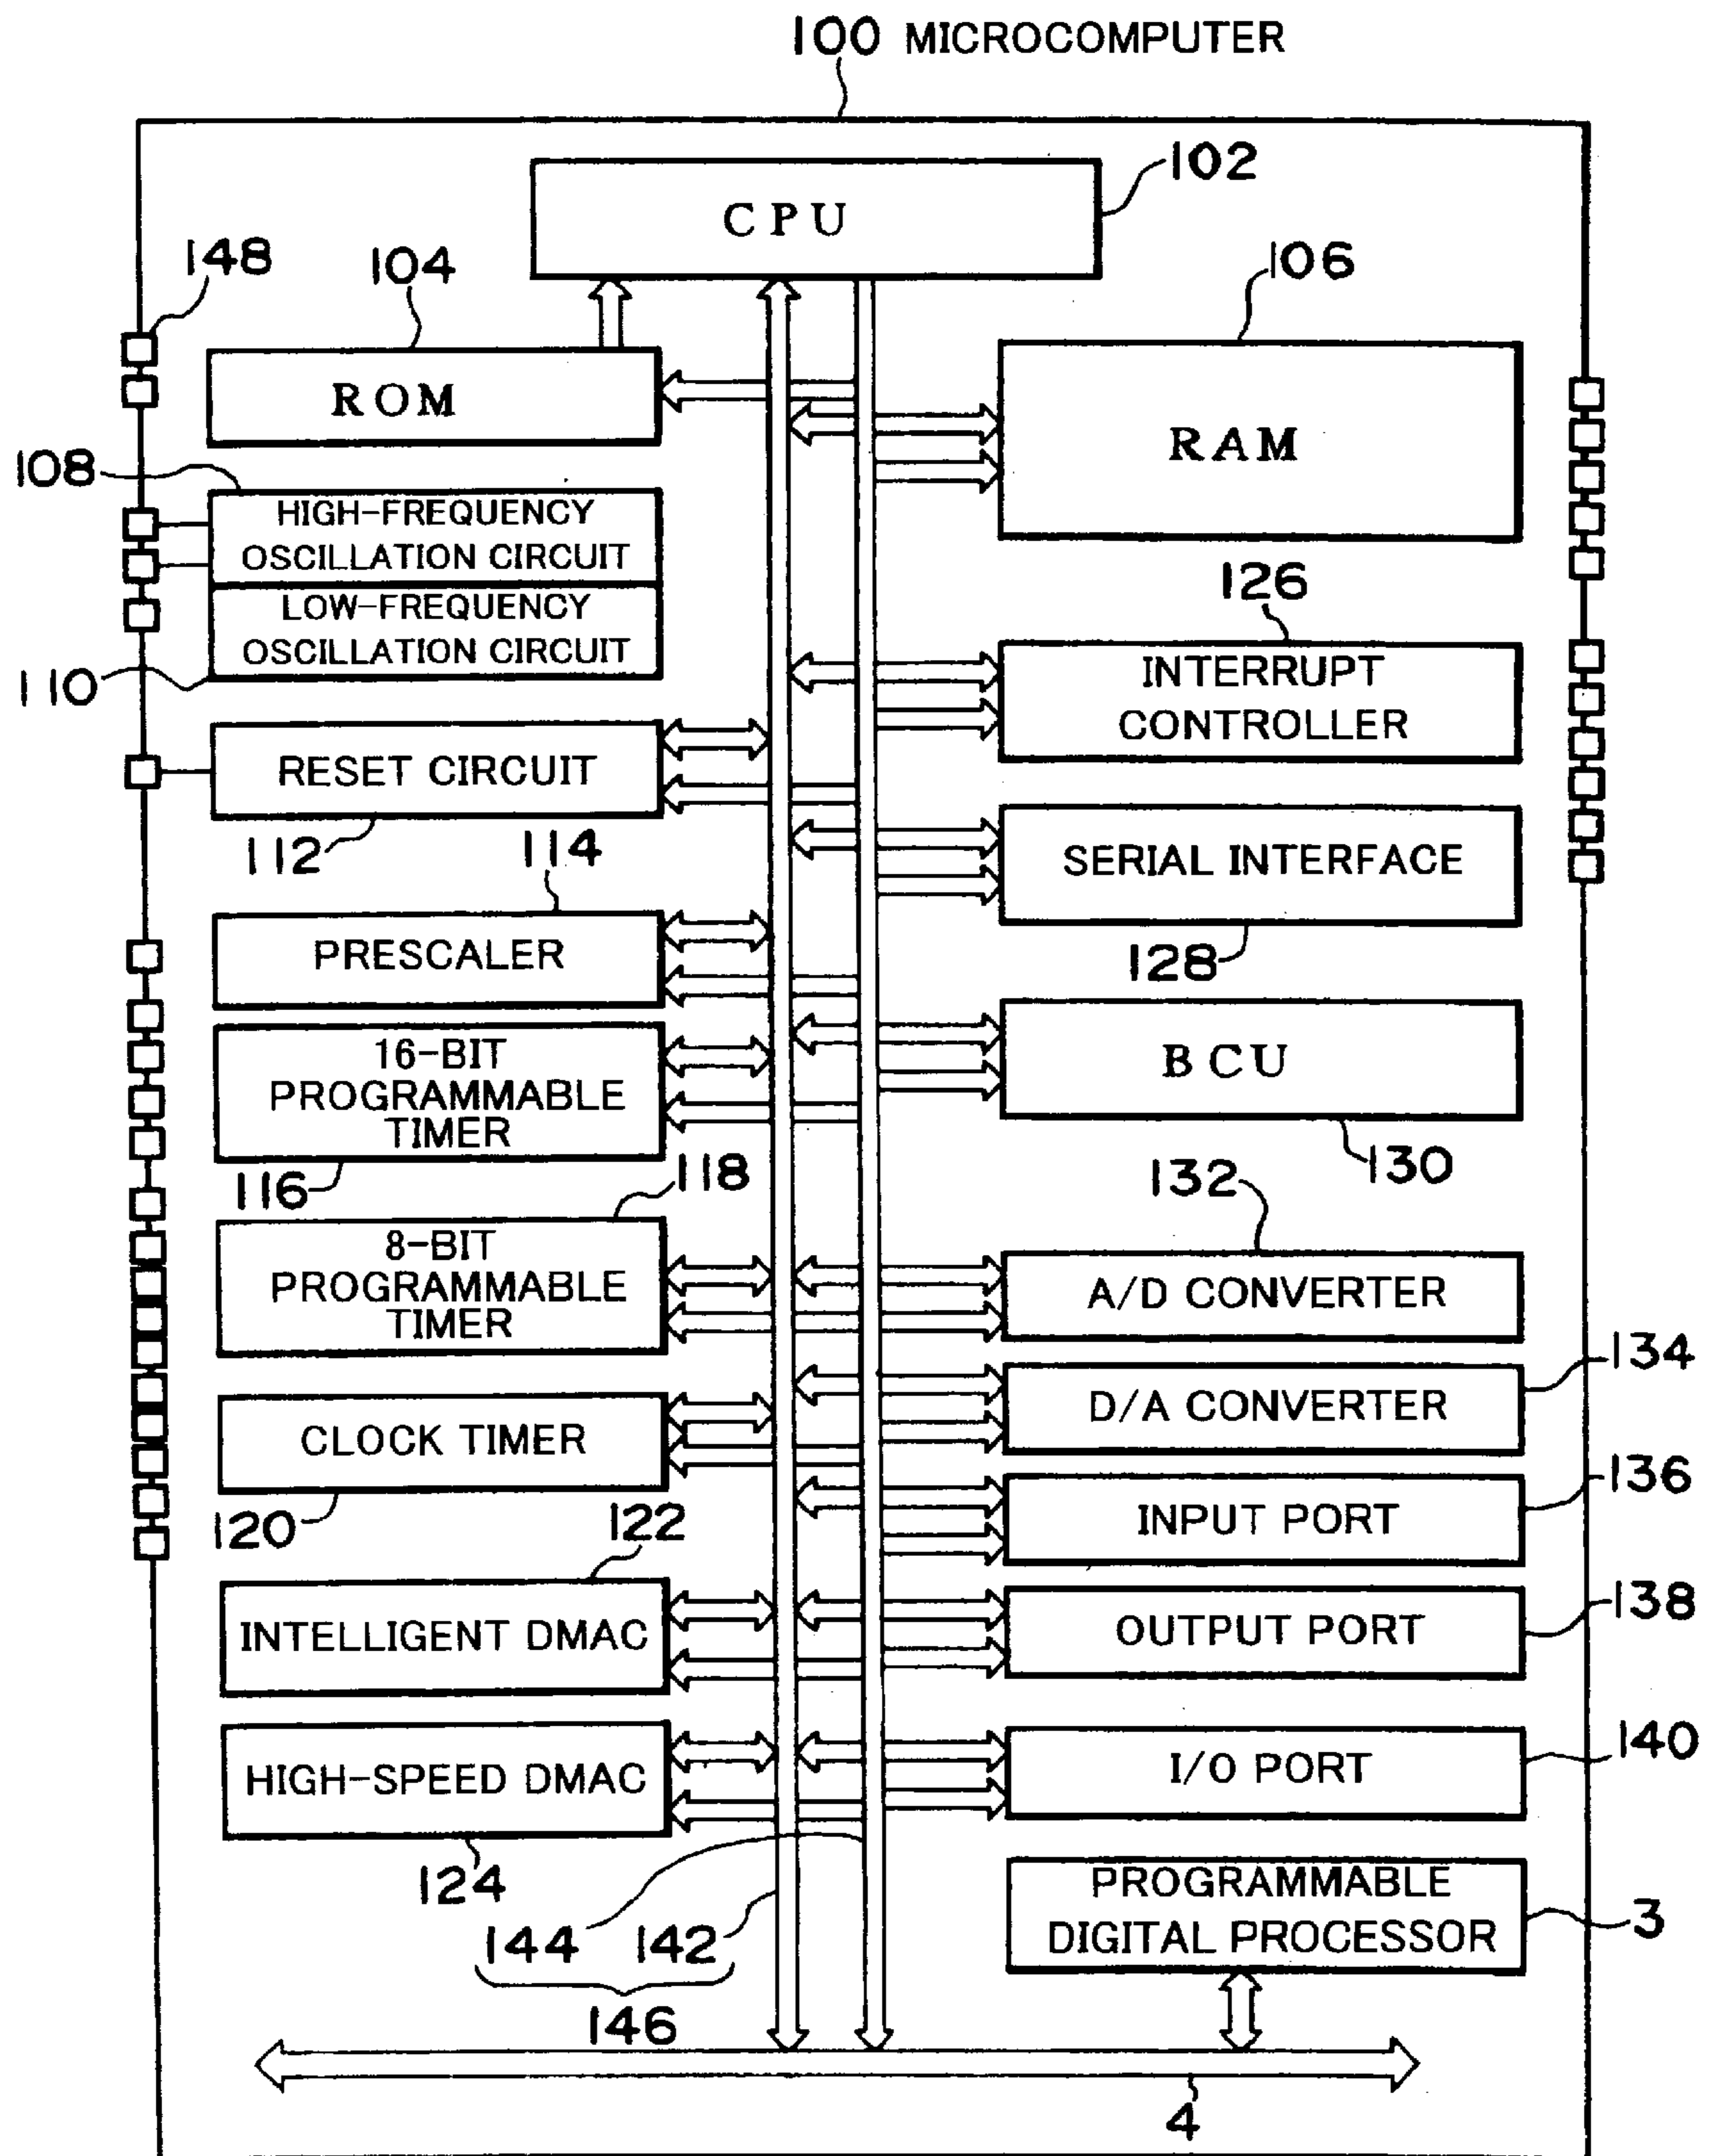 100 MICROCOMPUTER
102
CPU
148
104
106
ROM
RAM
108
HIGH-FREQUENCY
OSCILLATION CIRCUIT
LOW-FREQUENCY
OSCILLATION CIRCUIT
110
126
INTERRUPT
CONTROLLER
RESET CIRCUIT
112
114
SERIAL INTERFACE
128
PRESCALER
16-BIT
PROGRAMMABLE
TIMER
116
BCU
130
118
132
8-BIT
PROGRAMMABLE
TIMER
A/D CONVERTER
134
D/A CONVERTER
CLOCK TIMER
120
136
INPUT PORT
122
INTELLIGENT DMAC
138
OUTPUT PORT
HIGH-SPEED DMAC
124
140
I/O PORT
PROGRAMMABLE
DIGITAL PROCESSOR
3
144 142
146
4